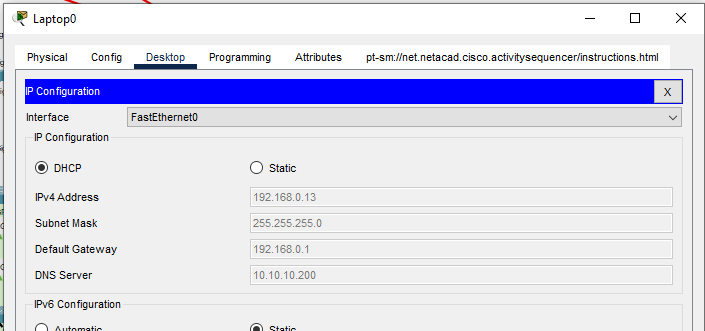 Laptop0
Physical Config Desktop Programming Attributes pt-sm://net.netacad.cisco.activitysequencer/instructions.html
IP Configuration X
Interface FastEthernet0
IP Configuration
DHCP Static
IPv4 Address 192.168.0.13
Subnet Mask 255.255.255.0
Default Gateway 192.168.0.1
DNS Server 10.10.10.200
IPv6 Configuration
Automatic Static